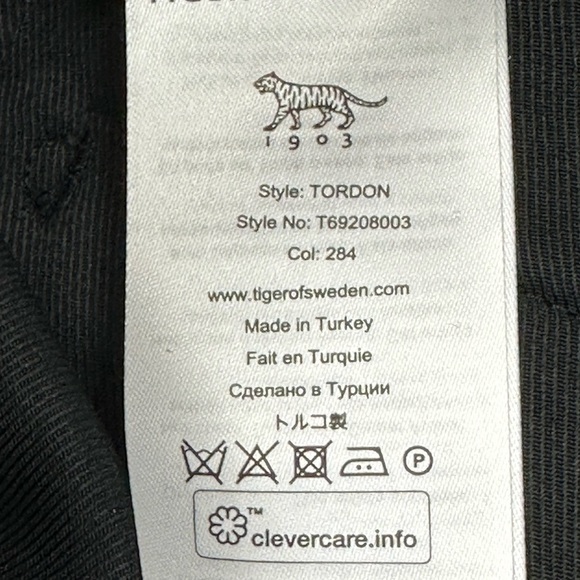 1903
Style: TORDON
Style No: T69208003
Col: 284
www.tigerofsweden.com
Made in Turkey
Fait en Turquie
Сделано в Турции
トルコ製
P
™
clevercare.info